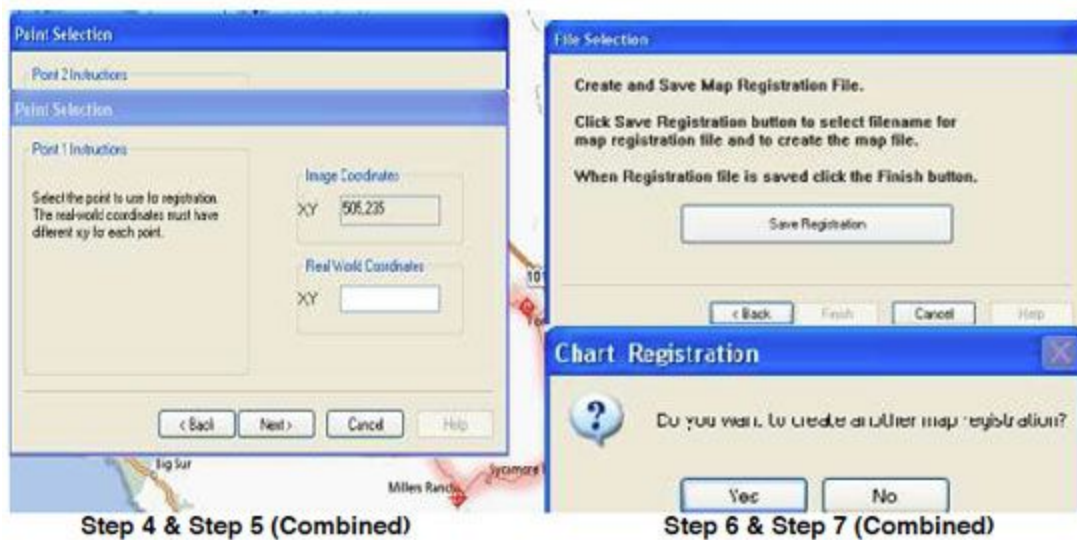 Point Selection
Point 2 Instructions
Point Selection
Point 1 Instructions
Select the point to use for registration.
The real-world coordinates must have
different xy for each point.
Image Coordinates
XY 505,235
Real World Coordinates
XY
< Back Next > Cancel Help
Big Sur
Millers Ranch
Sycamore
101
File Selection
Create and Save Map Registration File.
Click Save Registration button to select filename for
map registration file and to create the map file.
When Registration file is saved click the Finish button.
Save Registration
< Back Finish Cancel Help
Chart Registration
Do you want to create another map registration?
Yes No
Step 4 & Step 5 (Combined)
Step 6 & Step 7 (Combined)